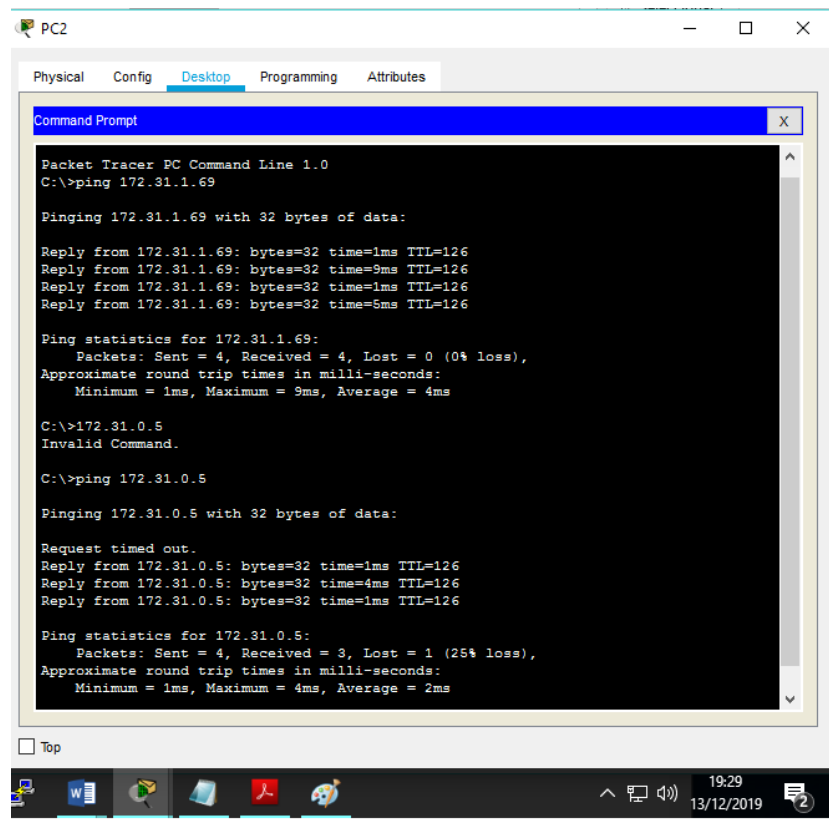 PC2
Physical Config Desktop Programming Attributes
Command Prompt
X
Packet Tracer PC Command Line 1.0
C:\>ping 172.31.1.69
Pinging 172.31.1.69 with 32 bytes of data:
Reply from 172.31.1.69: bytes=32 time=1ms TTL=126
Reply from 172.31.1.69: bytes=32 time=9ms TTL=126
Reply from 172.31.1.69: bytes=32 time=1ms TTL=126
Reply from 172.31.1.69: bytes=32 time=5ms TTL=126
Ping statistics for 172.31.1.69:
Packets: Sent = 4, Received = 4, Lost = 0 (0% loss),
Approximate round trip times in milli-seconds:
Minimum = 1ms, Maximum = 9ms, Average = 4ms
C:\>172.31.0.5
Invalid Command.
C:\>ping 172.31.0.5
Pinging 172.31.0.5 with 32 bytes of data:
Request timed out.
Reply from 172.31.0.5: bytes=32 time=1ms TTL=126
Reply from 172.31.0.5: bytes=32 time=4ms TTL=126
Reply from 172.31.0.5: bytes=32 time=1ms TTL=126
Ping statistics for 172.31.0.5:
Packets: Sent = 4, Received = 3, Lost = 1 (25% loss),
Approximate round trip times in milli-seconds:
Minimum = 1ms, Maximum = 4ms, Average = 2ms
Top
W
19:29
13/12/2019
2